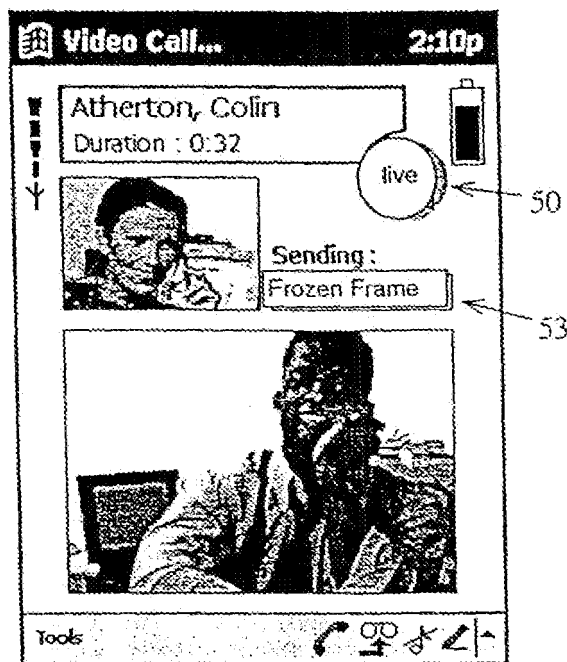 Video Call... 2:10p
Atherton, Colin
Duration : 0:32
live
50
Sending :
Frozen Frame
53
Tools